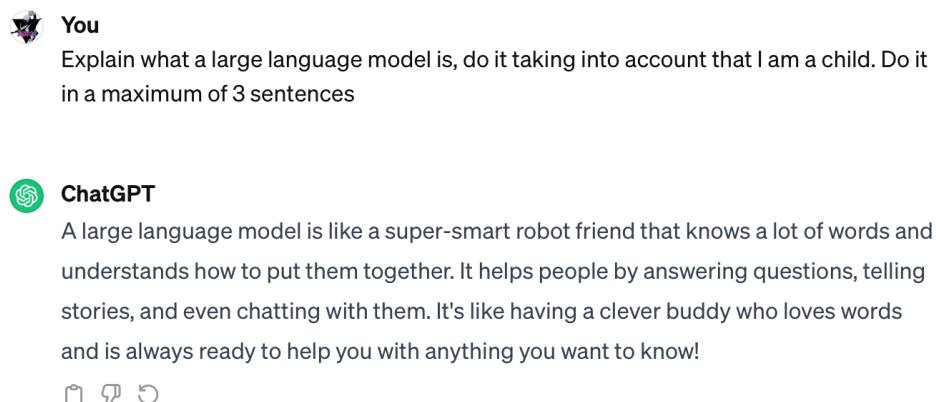 You
Explain what a large language model is, do it taking into account that I am a child. Do it
in a maximum of 3 sentences
ChatGPT
A large language model is like a super-smart robot friend that knows a lot of words and
understands how to put them together. It helps people by answering questions, telling
stories, and even chatting with them. It's like having a clever buddy who loves words
and is always ready to help you with anything you want to know!